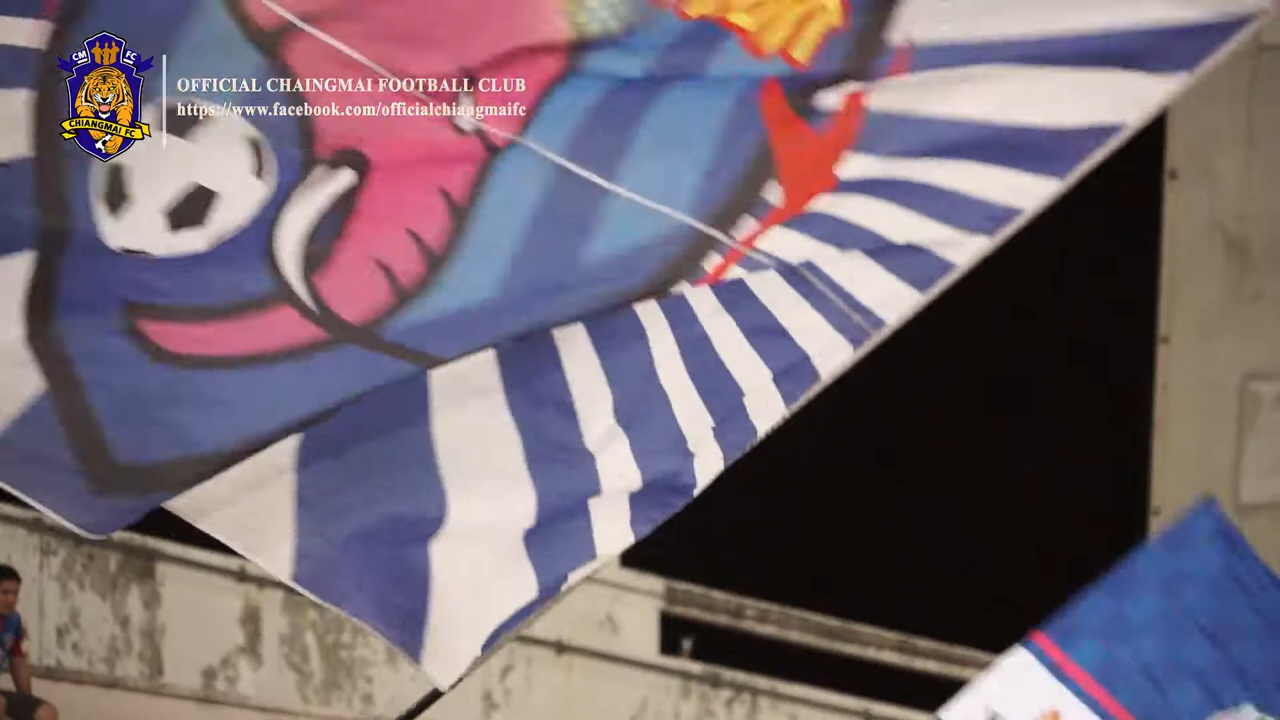 CM FC
CHIANGMAI FC
OFFICIAL CHAINGMAI FOOTBALL CLUB
https://www.facebook.com/officialchiangmaifc